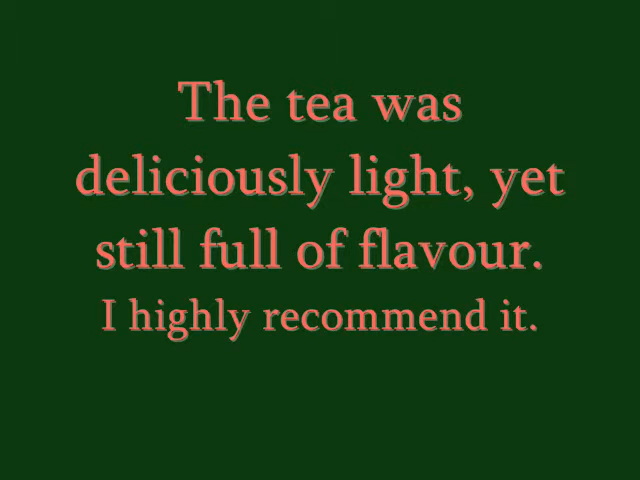 The tea was
deliciously light, yet
still full of flavour.
I highly recommend it.